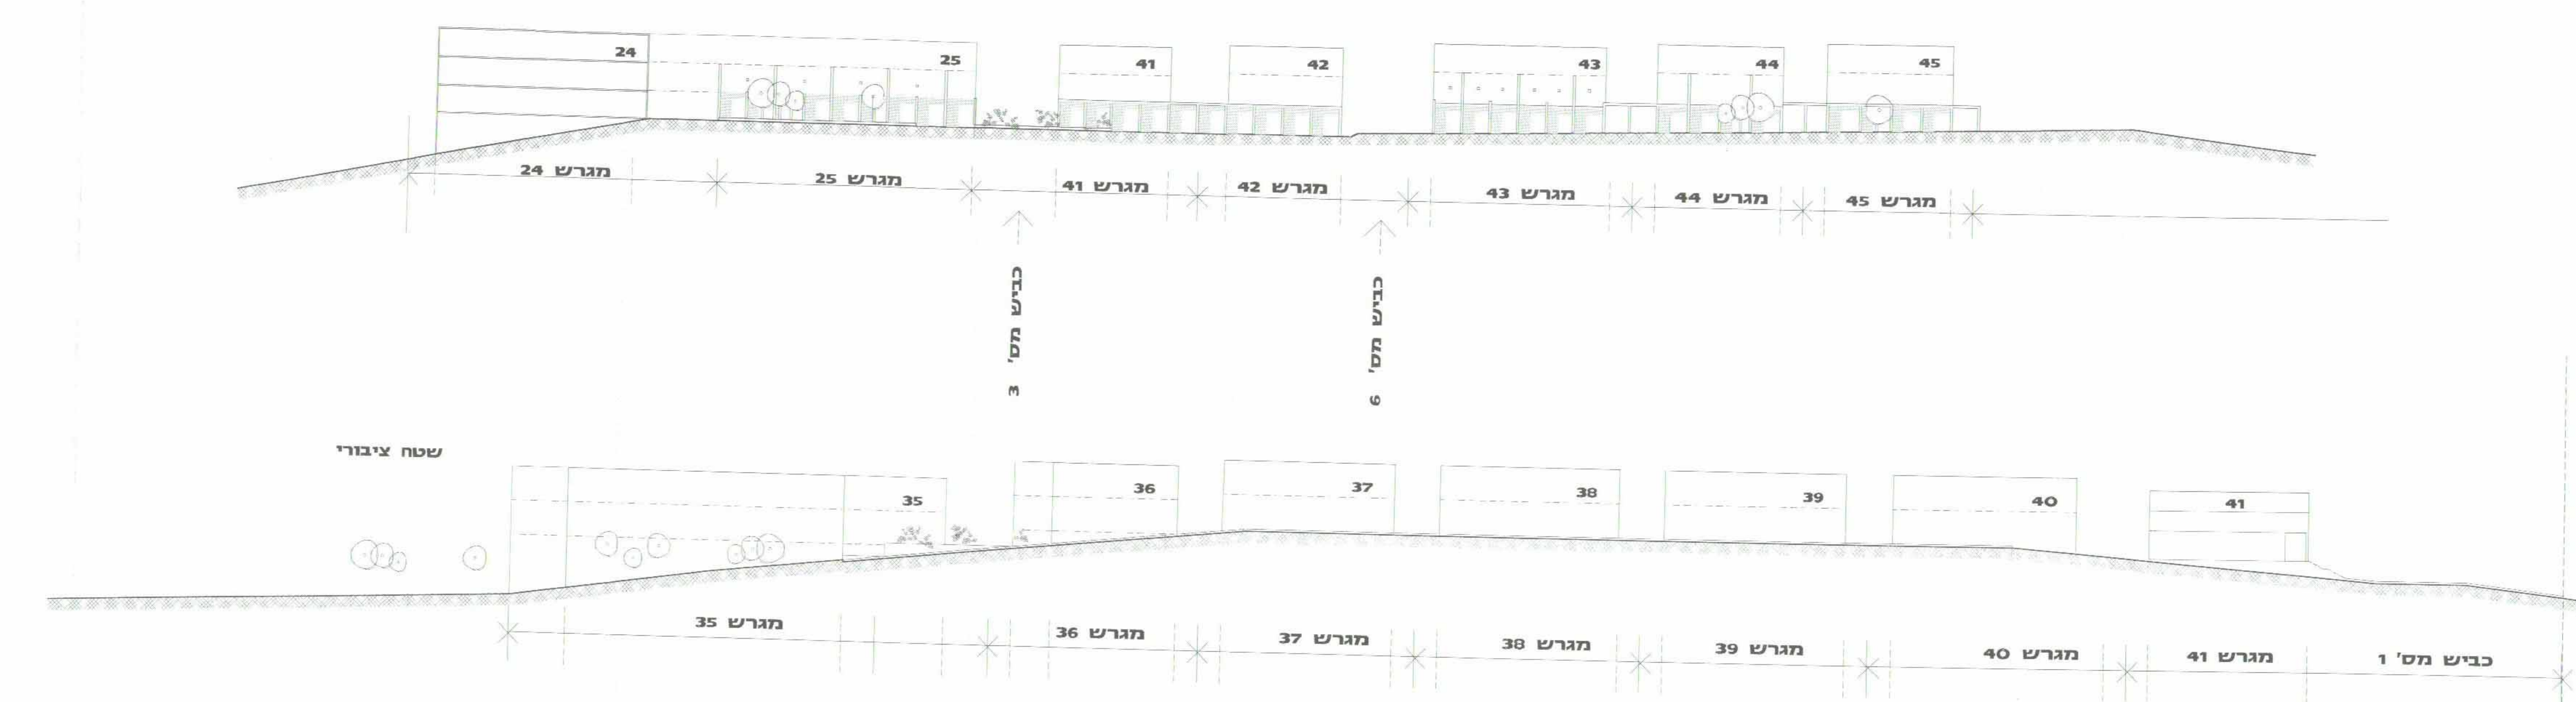 24
25
41
42
43
44
45
מגרש 24
מגרש 25
מגרש 41
מגרש 42
מגרש 43
מגרש 44
מגרש 45
כביש מס' 3
כביש מס' 6
שטח ציבורי
35
36
37
38
39
40
41
מגרש 35
מגרש 36
מגרש 37
מגרש 38
מגרש 39
מגרש 40
מגרש 41
כביש מס' 1